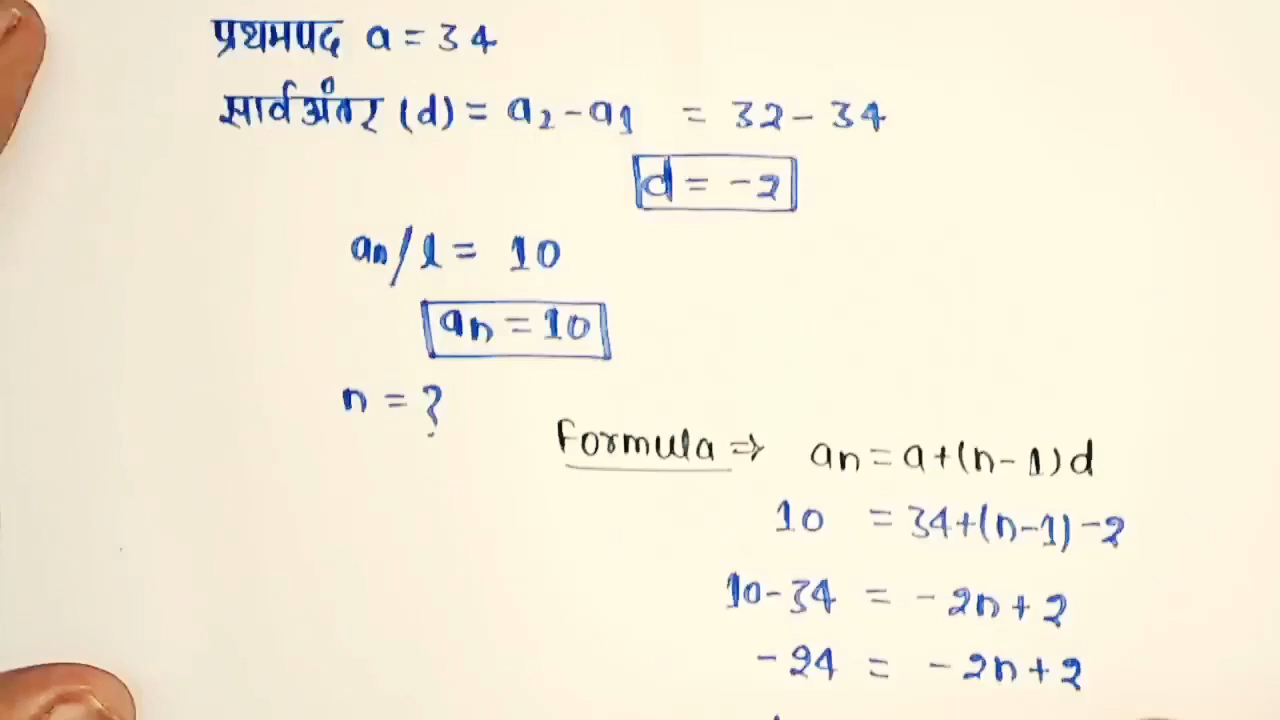 प्रथमपद a = 34
सार्वअंतर (d) = a₂ - a₁ = 32 - 34
d = -2
an/l = 10
an = 10
n = ?
Formula ⇒ an = a+(n-1)d
10 = 34+(n-1)-2
10-34 = -2n+2
-24 = -2n+2